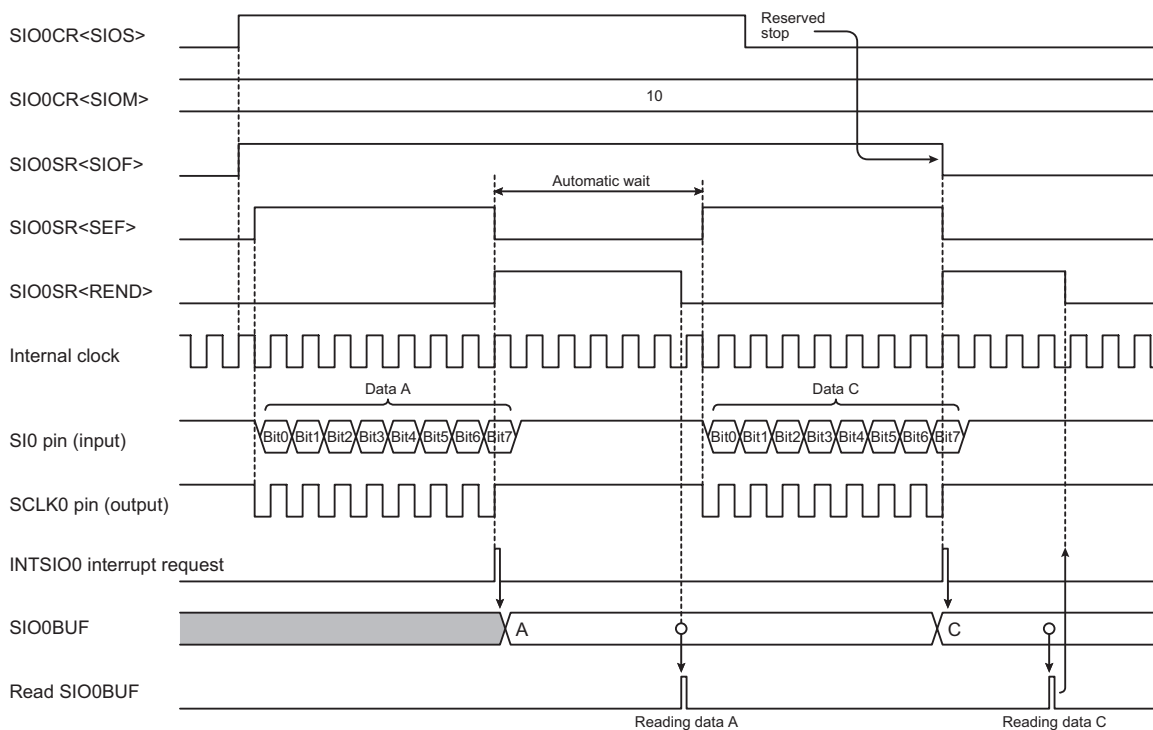 SIO0CR<SIOS>
Reserved
stop
SIO0CR<SIOM>
10
SIO0SR<SIOF>
Automatic wait
SIO0SR<SEF>
SIO0SR<REND>
Internal clock
Data A
Data C
SI0 pin (input)
Bit0 Bit1 Bit2 Bit3 Bit4 Bit5 Bit6 Bit7
Bit0 Bit1 Bit2 Bit3 Bit4 Bit5 Bit6 Bit7
SCLK0 pin (output)
INTSIO0 interrupt request
SIO0BUF
A
C
Read SIO0BUF
Reading data A
Reading data C